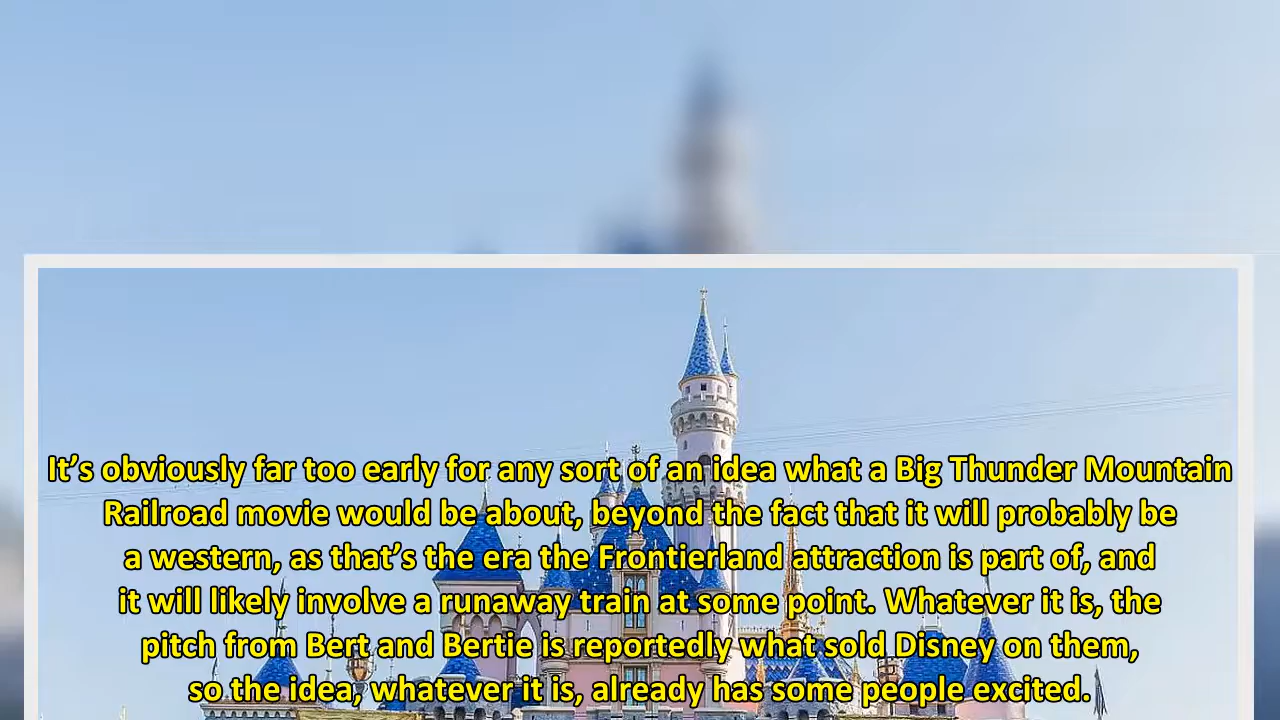 It’s obviously far too early for any sort of an idea what a Big Thunder Mountain
Railroad movie would be about, beyond the fact that it will probably be
a western, as that’s the era the Frontierland attraction is part of, and
it will likely involve a runaway train at some point. Whatever it is, the
pitch from Bert and Bertie is reportedly what sold Disney on them,
so the idea, whatever it is, already has some people excited.